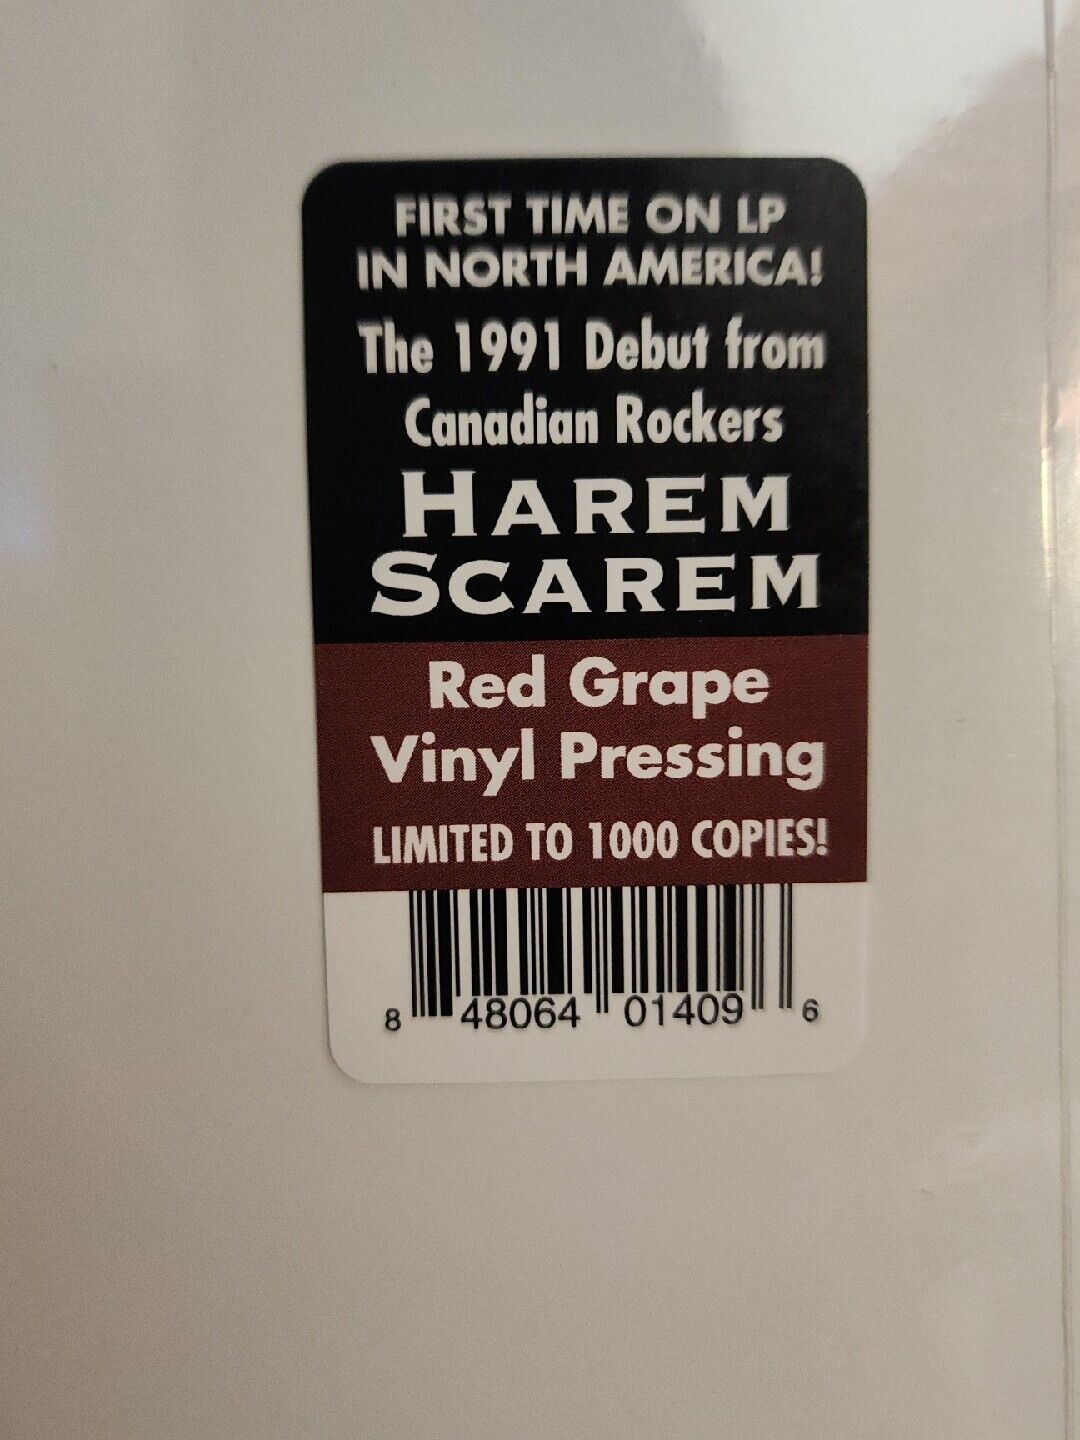 FIRST TIME ON LP
IN NORTH AMERICA!
The 1991 Debut from
Canadian Rockers
HAREM
SCAREM
Red Grape
Vinyl Pressing
LIMITED TO 1000 COPIES!
8 48064 01409 6